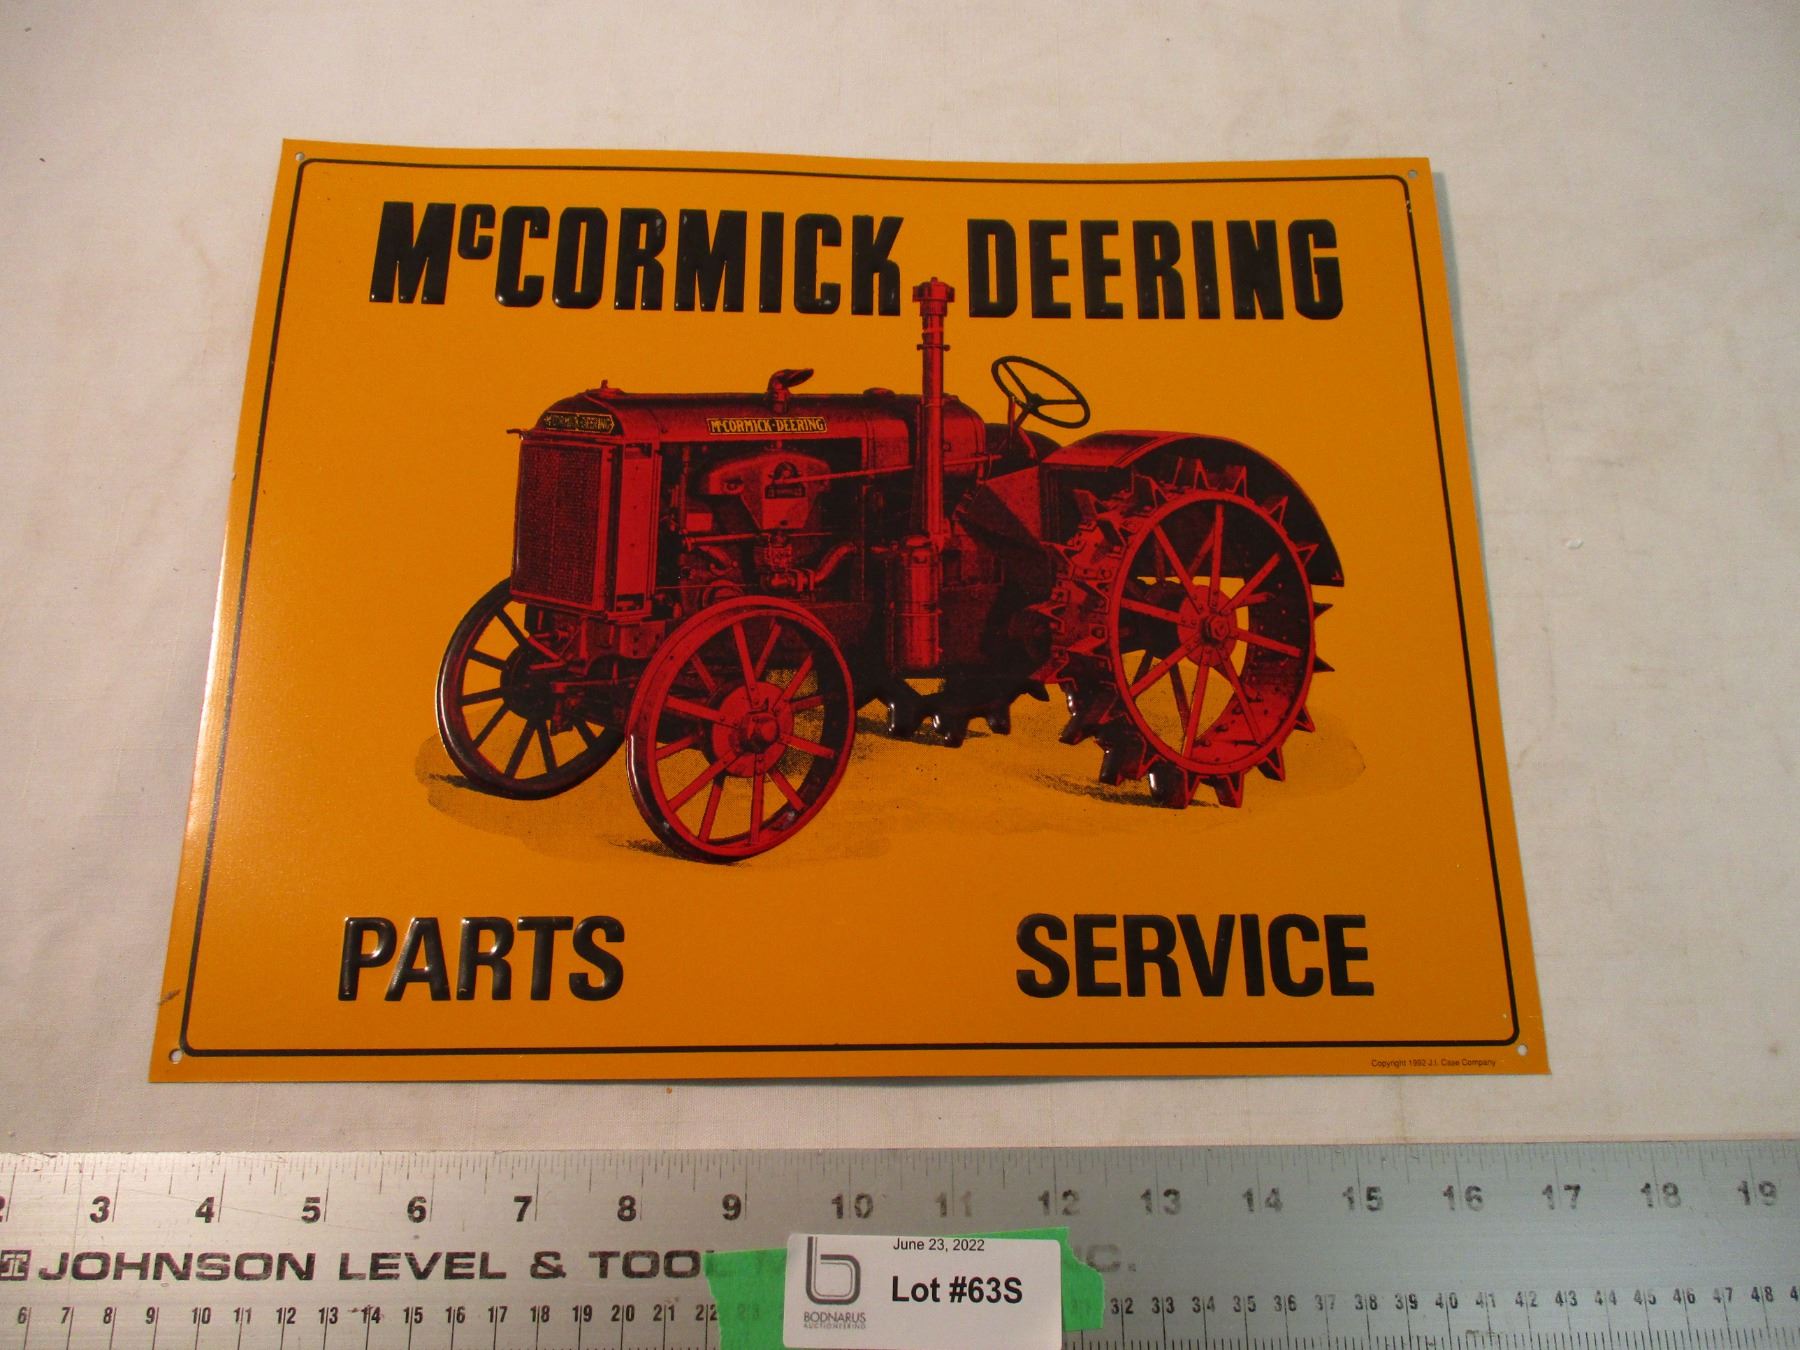 McCORMICK DEERING
McCORMICK-DEERING
McCORMICK-DEERING
PARTS SERVICE
Copyright 1992 J.I. Case Company
3 4 5 6 7 8 9 10 11 12 13 14 15 16 17 18 19
JOHNSON LEVEL & TOOL
6 7 8 9 10 11 12 13 14 15 16 17 18 19 20 21 22 23 32 33 34 35 36 37 38 39 40 41 42 43 44 45 46 47 48
June 23, 2022
Lot #63S
BODNARUS
AUCTIONEERING